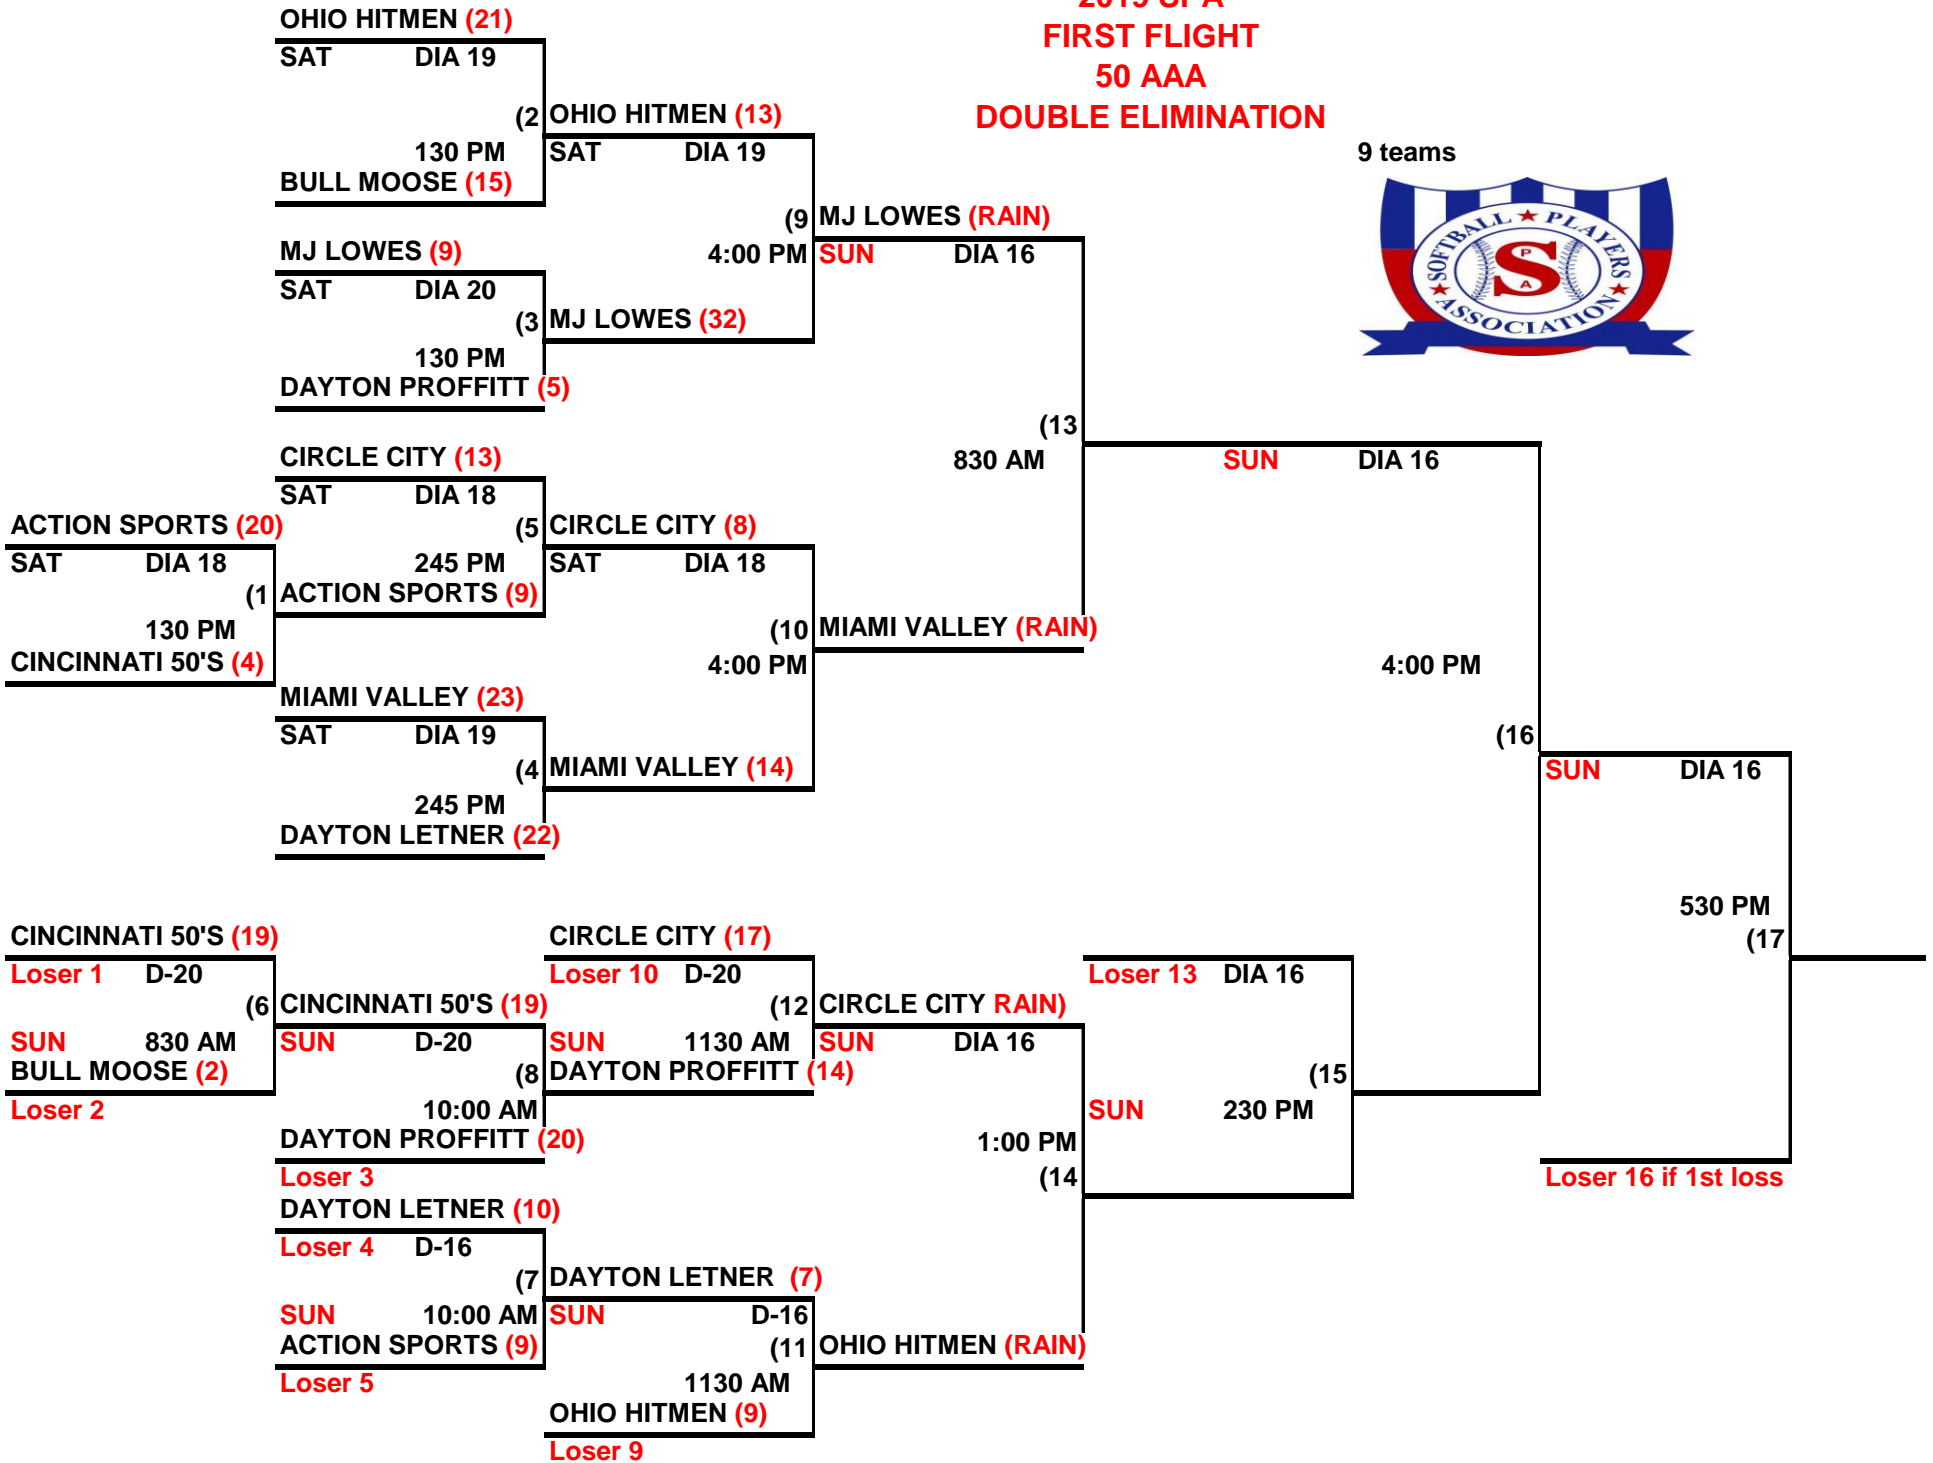 2019 SPA
FIRST FLIGHT
50 AAA
DOUBLE ELIMINATION
9 teams
SOFTBALL PLAYERS
ASSOCIATION
S
P
A
OHIO HITMEN (21)
SAT DIA 19
(2
130 PM
BULL MOOSE (15)
OHIO HITMEN (13)
SAT DIA 19
(9
4:00 PM
MJ LOWES (9)
SAT DIA 20
(3
130 PM
DAYTON PROFFITT (5)
MJ LOWES (32)
MJ LOWES (RAIN)
SUN DIA 16
(13
830 AM
CIRCLE CITY (13)
SAT DIA 18
(5
245 PM
ACTION SPORTS (9)
ACTION SPORTS (20)
SAT DIA 18
(1
130 PM
CINCINNATI 50'S (4)
CIRCLE CITY (8)
SAT DIA 18
(10
4:00 PM
MIAMI VALLEY (RAIN)
MIAMI VALLEY (23)
SAT DIA 19
(4
245 PM
DAYTON LETNER (22)
MIAMI VALLEY (14)
SUN DIA 16
4:00 PM
(16
SUN DIA 16
530 PM
(17
Loser 16 if 1st loss
CINCINNATI 50'S (19)
Loser 1 D-20
(6
SUN 830 AM
BULL MOOSE (2)
Loser 2
CINCINNATI 50'S (19)
SUN D-20
(8
10:00 AM
DAYTON PROFFITT (20)
Loser 3
CIRCLE CITY (17)
Loser 10 D-20
(12
SUN 1130 AM
DAYTON PROFFITT (14)
CIRCLE CITY RAIN)
SUN DIA 16
1:00 PM
(14
Loser 13 DIA 16
(15
SUN 230 PM
DAYTON LETNER (10)
Loser 4 D-16
(7
SUN 10:00 AM
ACTION SPORTS (9)
Loser 5
DAYTON LETNER (7)
SUN D-16
(11
1130 AM
OHIO HITMEN (9)
Loser 9
OHIO HITMEN (RAIN)